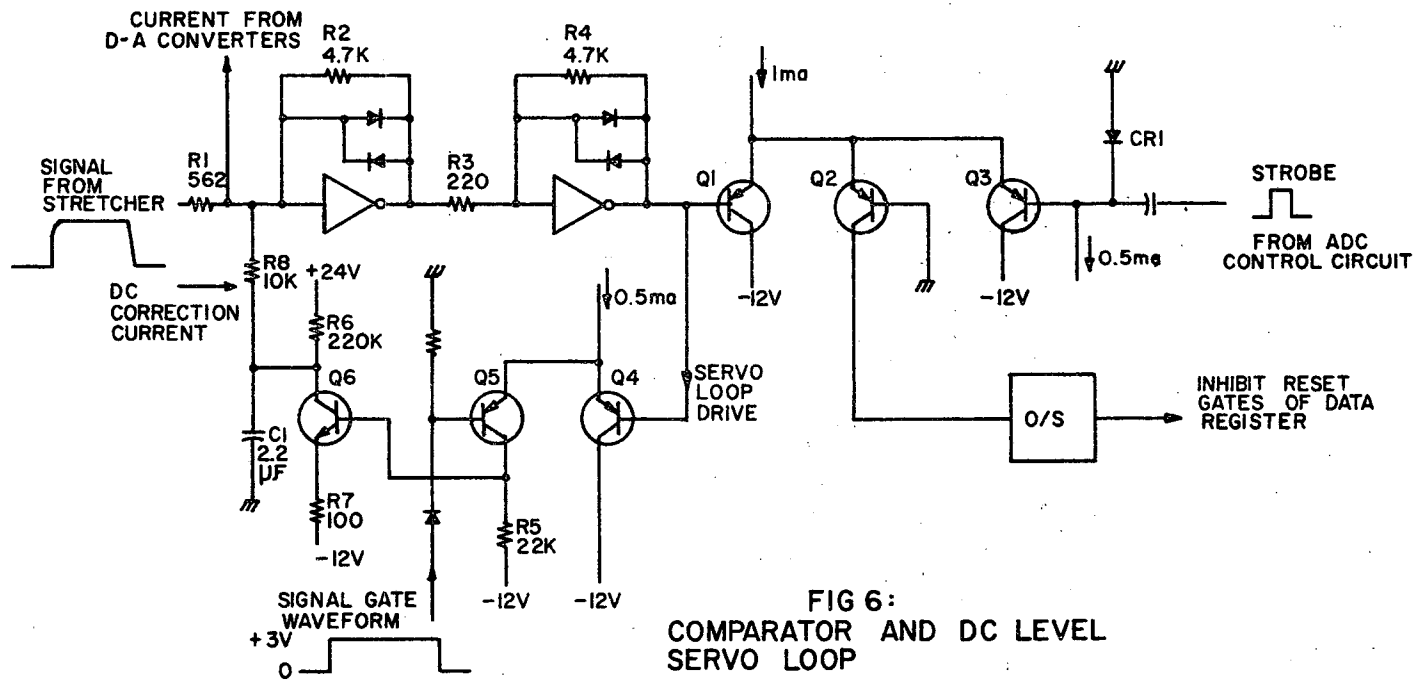 CURRENT FROM
D-A CONVERTERS
R2
4.7K
R4
4.7K
1ma
CR1
SIGNAL
FROM
STRETCHER
R1
562
R3
220
Q1
Q2
Q3
STROBE
FROM ADC
CONTROL CIRCUIT
0.5ma
-12V
-12V
R8
10K
+24V
DC
CORRECTION
CURRENT
R6
220K
0.5ma
Q6
Q5
Q4
SERVO
LOOP
DRIVE
O/S
INHIBIT RESET
GATES OF DATA
REGISTER
C1
2.2
µF
R7
100
-12V
R5
22K
-12V
-12V
SIGNAL GATE
WAVEFORM
+3V
0
FIG 6:
COMPARATOR AND DC LEVEL
SERVO LOOP